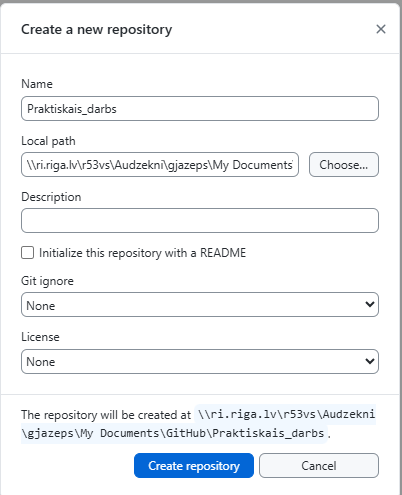 Create a new repository
Name
Praktiskais_darbs
Local path
\\ri.riga.lv\r53vs\Audzekni\gjazeps\My Documents
Choose...
Description
Initialize this repository with a README
Git ignore
None
License
None
The repository will be created at \\ri.riga.lv\r53vs\Audzekni
\gjazeps\My Documents\GitHub\Praktiskais_darbs.
Create repository
Cancel